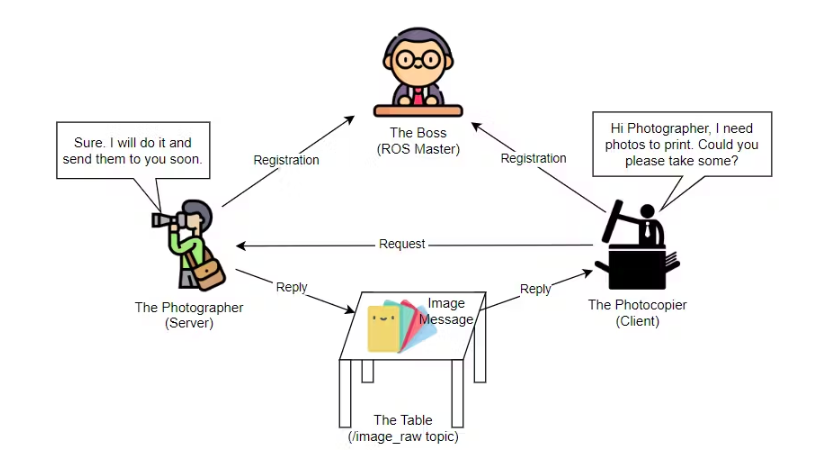 The Boss
(ROS Master)
Sure. I will do it and
send them to you soon.
Hi Photographer, I need
photos to print. Could you
please take some?
Registration
Registration
Request
Reply
Reply
The Photographer
(Server)
Image
Message
The Photocopier
(Client)
The Table
(/image_raw topic)